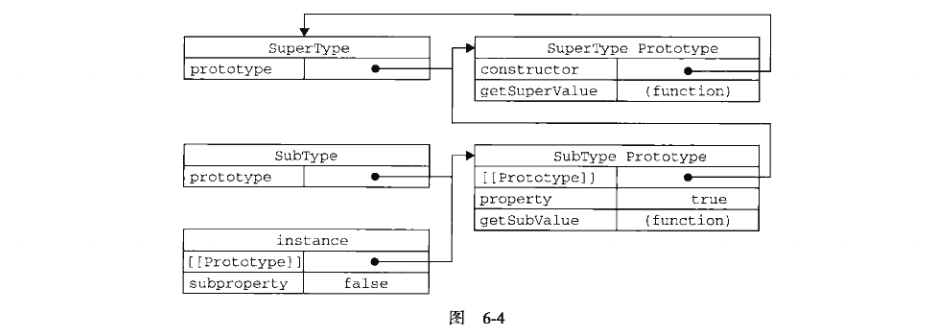 SuperType
prototype
SuperType Prototype
constructor
getSuperValue (function)
SubType
prototype
SubType Prototype
[[Prototype]]
property true
getSubValue (function)
instance
[[Prototype]]
subproperty false
图 6-4